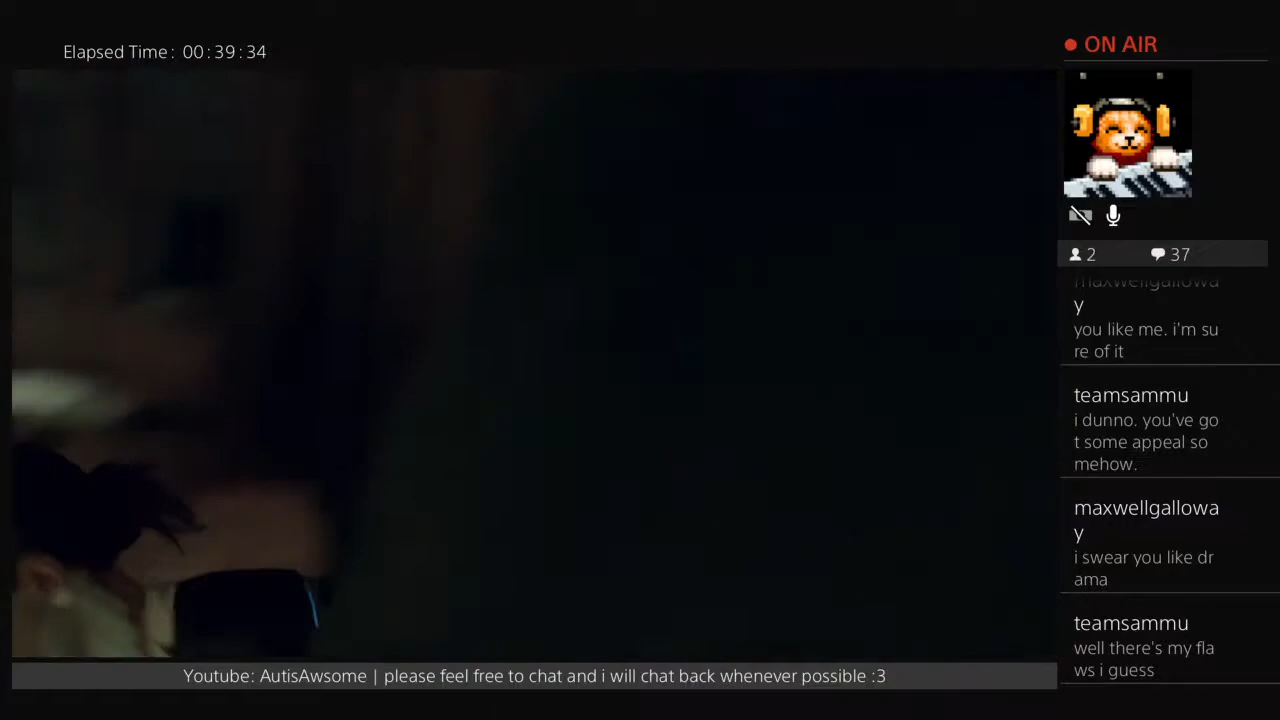 Elapsed Time: 00:39:34
ON AIR
2 37
maxwellgallowa
y
you like me. i'm su
re of it
teamsammu
i dunno. you've go
t some appeal so
mehow.
maxwellgallowa
y
i swear you like dr
ama
teamsammu
well there's my fla
ws i guess
Youtube: AutisAwsome | please feel free to chat and i will chat back whenever possible :3